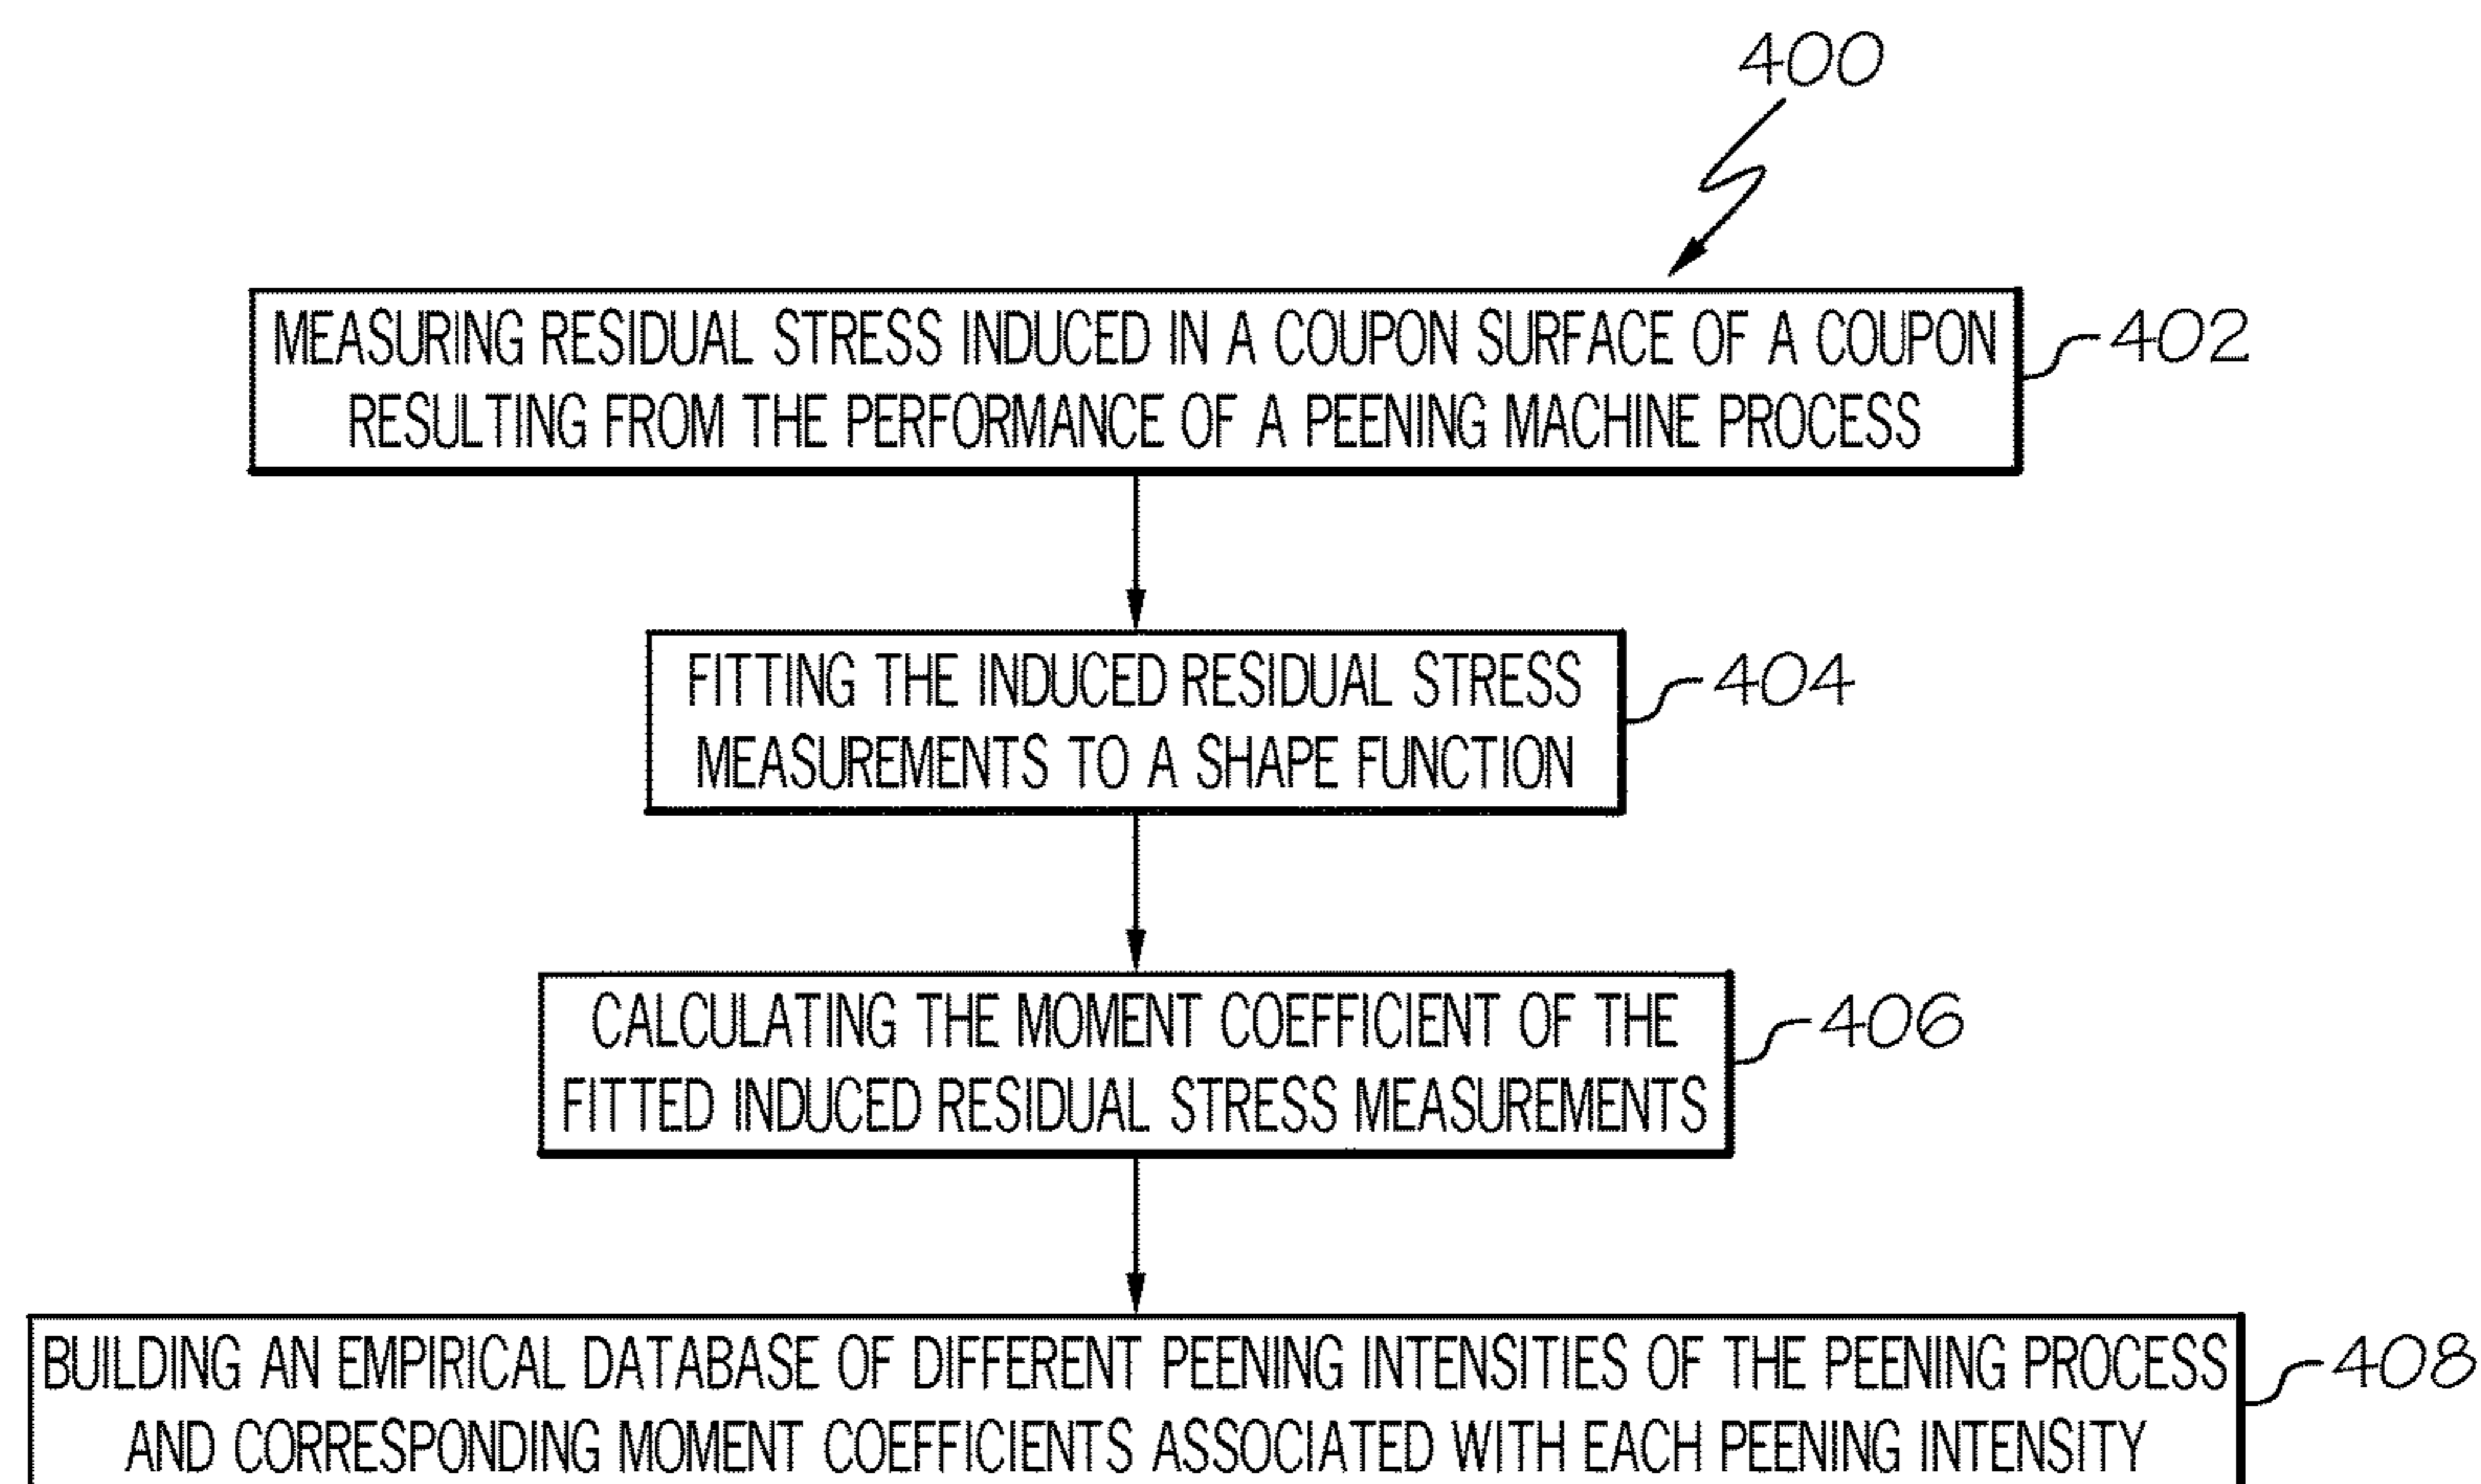 400
MEASURING RESIDUAL STRESS INDUCED IN A COUPON SURFACE OF A COUPON
RESULTING FROM THE PERFORMANCE OF A PEENING MACHINE PROCESS
402
FITTING THE INDUCED RESIDUAL STRESS
MEASUREMENTS TO A SHAPE FUNCTION
404
CALCULATING THE MOMENT COEFFICIENT OF THE
FITTED INDUCED RESIDUAL STRESS MEASUREMENTS
406
BUILDING AN EMPIRICAL DATABASE OF DIFFERENT PEENING INTENSITIES OF THE PEENING PROCESS
AND CORRESPONDING MOMENT COEFFICIENTS ASSOCIATED WITH EACH PEENING INTENSITY
408